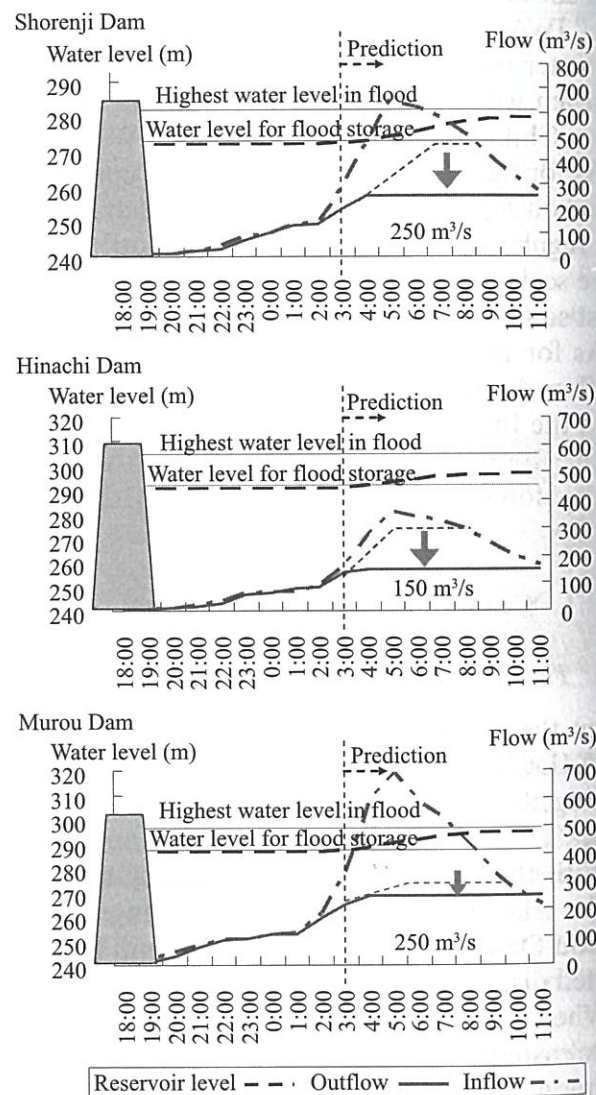 Shorenji Dam
Water level (m)
Prediction
Flow (m³/s)
290
280
270
260
250
240
Highest water level in flood
Water level for flood storage
250 m³/s
800
700
600
500
400
300
200
100
0
18:00 19:00 20:00 21:00 22:00 23:00 0:00 1:00 2:00 3:00 4:00 5:00 6:00 7:00 8:00 9:00 10:00 11:00
Hinachi Dam
Water level (m)
Prediction
Flow (m³/s)
320
310
300
290
280
270
260
250
240
Highest water level in flood
Water level for flood storage
150 m³/s
700
600
500
400
300
200
100
0
18:00 19:00 20:00 21:00 22:00 23:00 0:00 1:00 2:00 3:00 4:00 5:00 6:00 7:00 8:00 9:00 10:00 11:00
Murou Dam
Water level (m)
Prediction
Flow (m³/s)
320
310
300
290
280
270
260
250
240
Highest water level in flood
Water level for flood storage
250 m³/s
700
600
500
400
300
200
100
0
18:00 19:00 20:00 21:00 22:00 23:00 0:00 1:00 2:00 3:00 4:00 5:00 6:00 7:00 8:00 9:00 10:00 11:00
Reservoir level Outflow Inflow